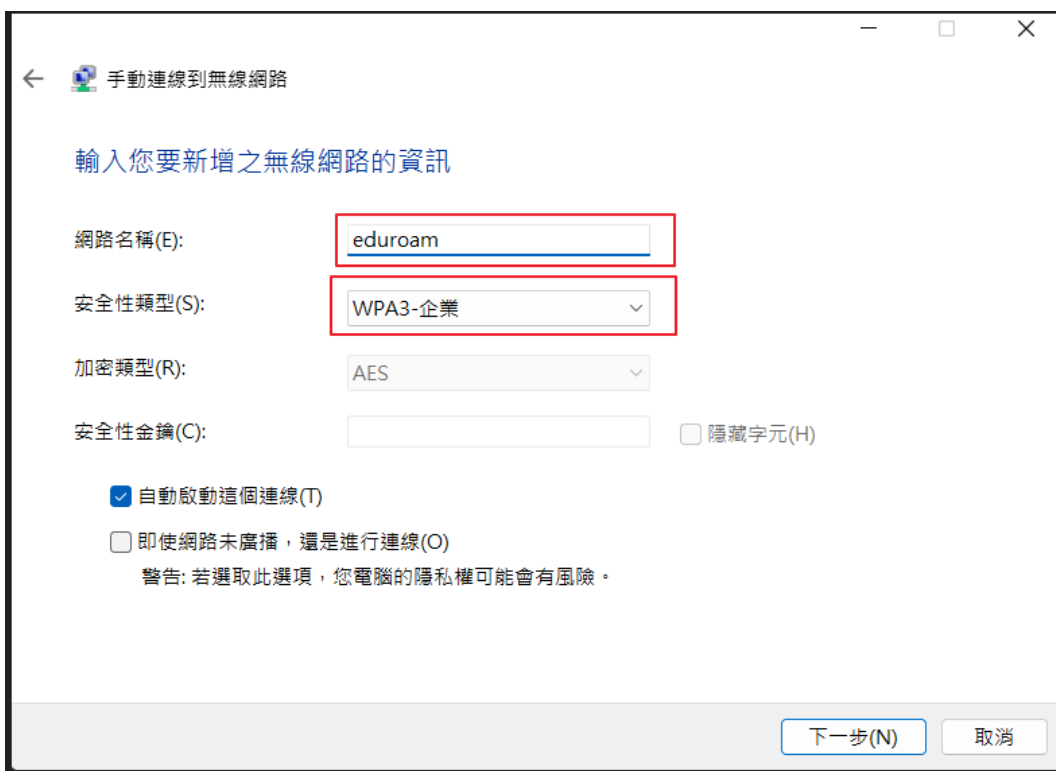 手動連線到無線網路
輸入您要新增之無線網路的資訊
網路名稱(E): eduroam
安全性類型(S): WPA3-企業
加密類型(R): AES
安全性金鑰(C): 隱藏字元(H)
自動啟動這個連線(T)
即使網路未廣播，還是進行連線(O)
警告: 若選取此選項，您電腦的隱私權可能會有風險。
下一步(N) 取消